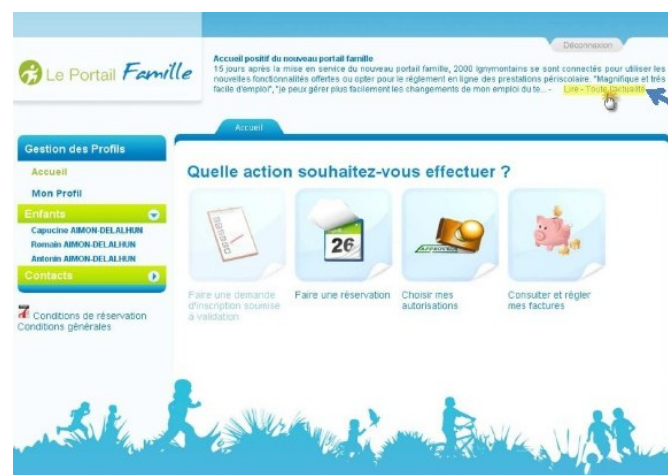 Déconnexion
Le Portail Famille
Accueil positif du nouveau portail famille
15 jours après la mise en service du nouveau portail famille, 2000 Ignymontains se sont connectés pour utiliser les
nouvelles fonctionnalités offertes ou opter pour le règlement en ligne des prestations périscolaire. "Magnifique et très
facile d'emploi", "je peux gérer plus facilement les changements de mon emploi du te... - Lire - Toute l'actualité
Accueil
Gestion des Profils
Accueil
Mon Profil
Enfants
Capucine AIMON-DELALHUN
Romain AIMON-DELALHUN
Antonin AIMON-DELALHUN
Contacts
Conditions de réservation
Conditions générales
Quelle action souhaitez-vous effectuer ?
26
APPROVED
Faire une demande
d'inscription soumise
à validation
Faire une réservation
Choisir mes
autorisations
Consulter et régler
mes factures